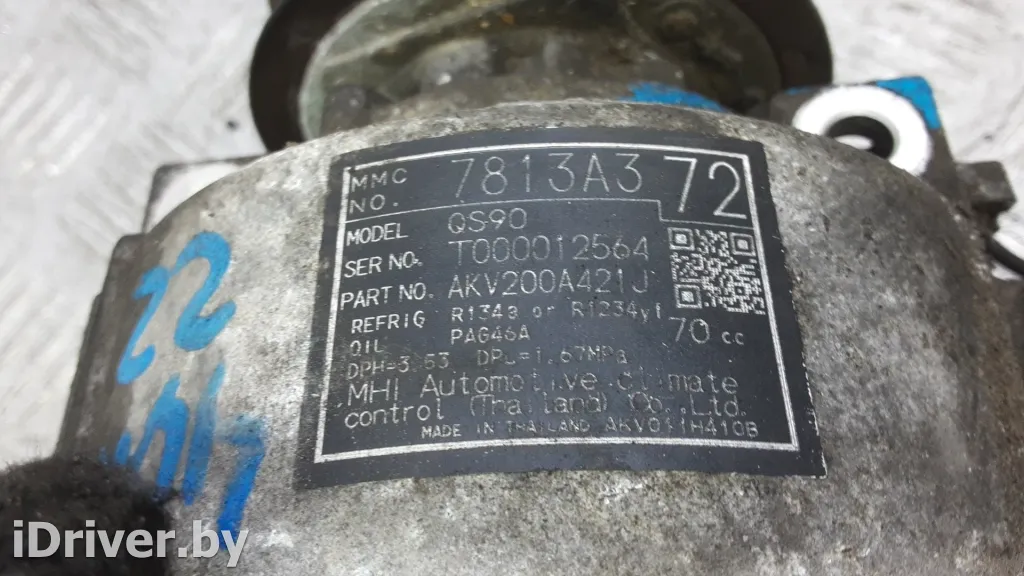 MMC NO. 7813A372
MODEL QS90
SER NO. T000012564
PART NO. AKV200A421J
REFRIG R134a or R1234yf
OIL PAG46A 70 cc
DPH=3.53 DPL=1.67MPa
MHI Automotive Climate
control (Thailand) Co.,Ltd.
MADE IN THAILAND AKV011H410B
22
iDriver.by